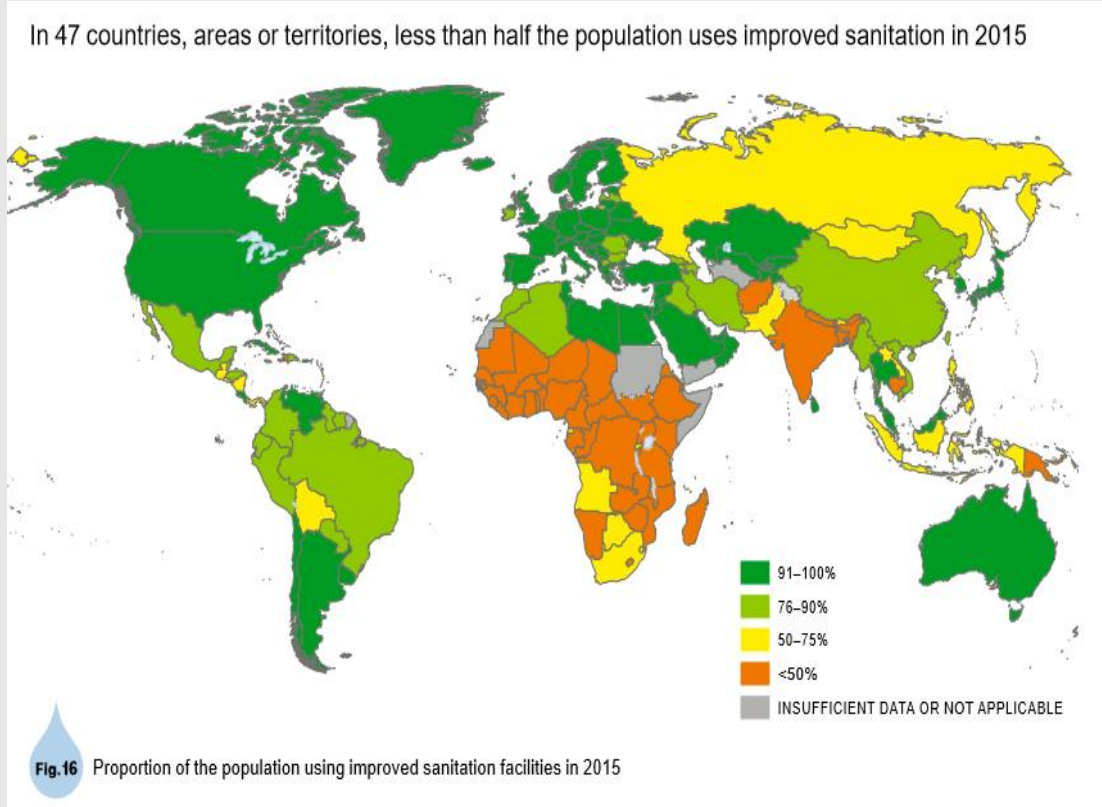 In 47 countries, areas or territories, less than half the population uses improved sanitation in 2015
91–100%
76–90%
50–75%
<50%
INSUFFICIENT DATA OR NOT APPLICABLE
Fig.16 Proportion of the population using improved sanitation facilities in 2015